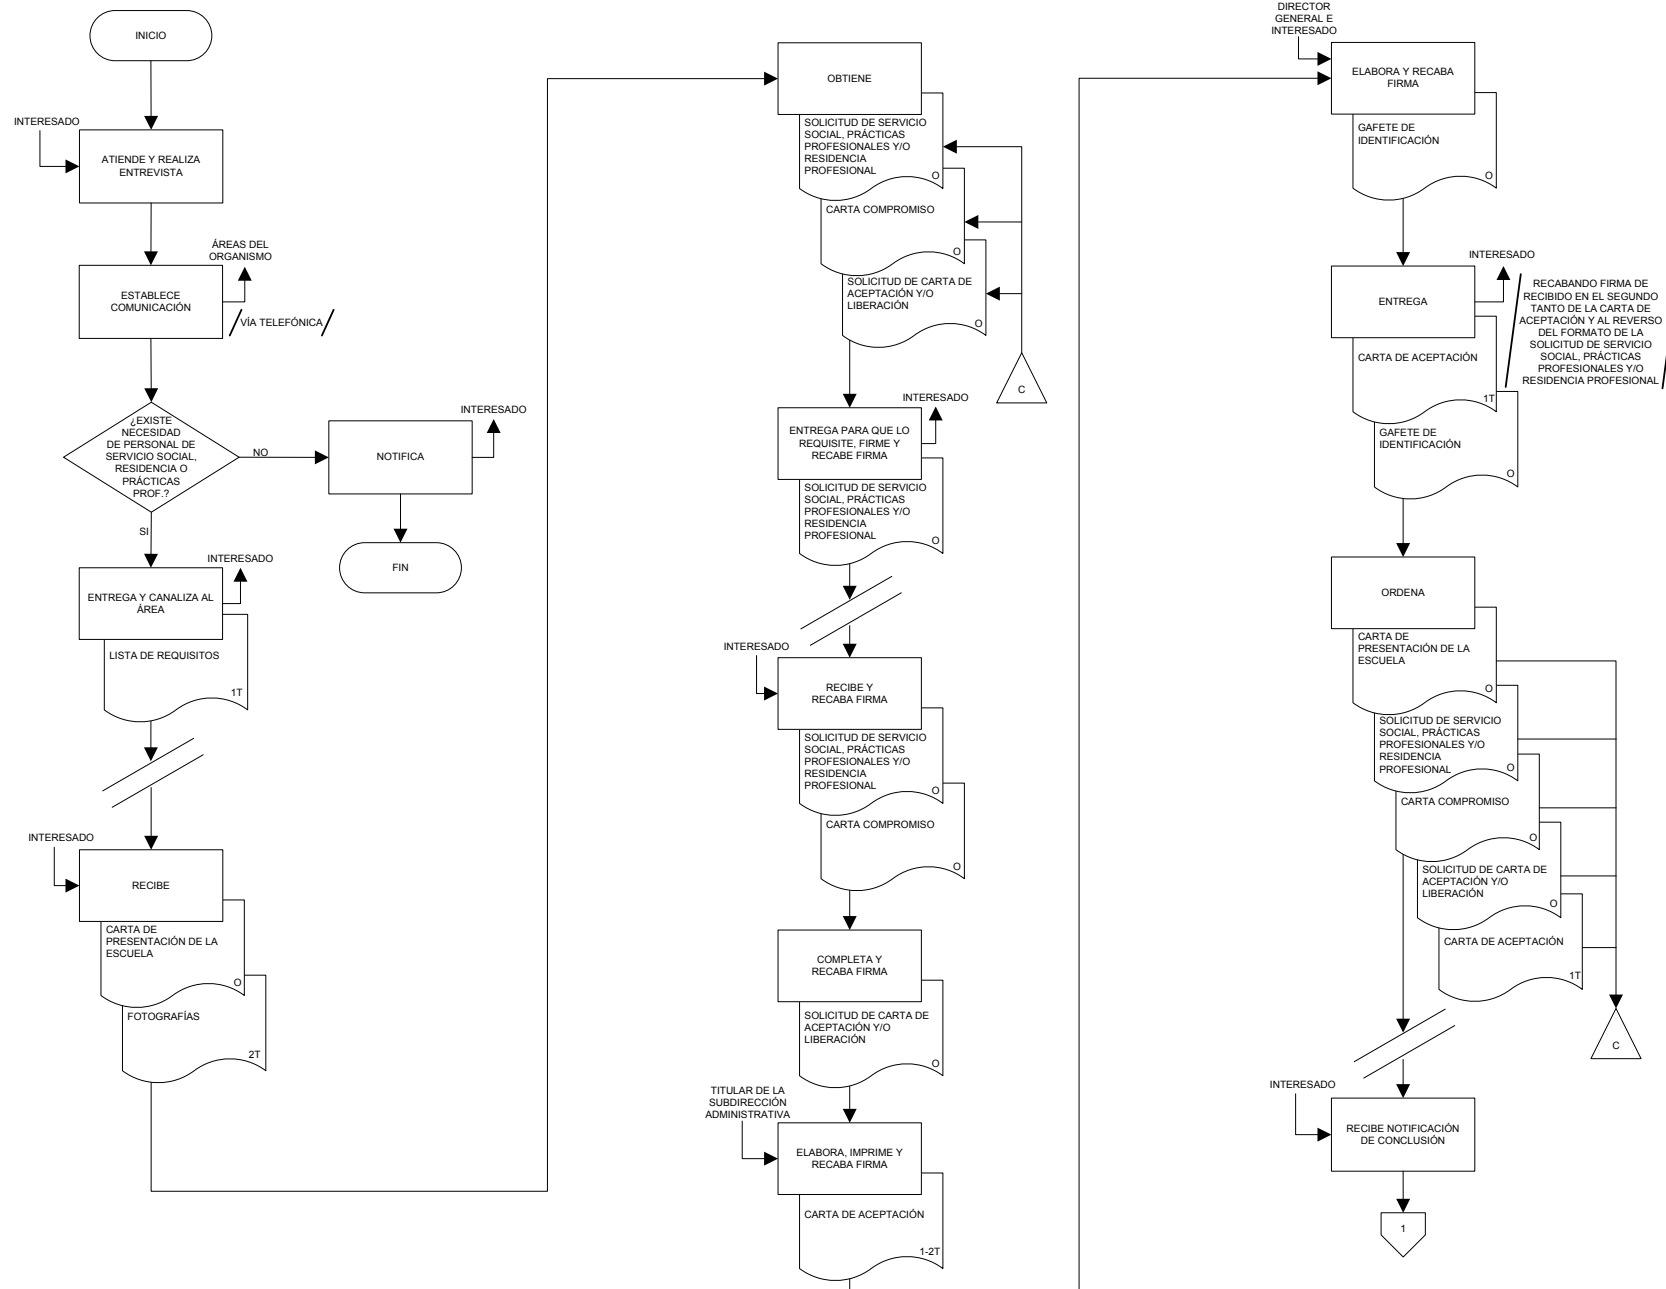 INICIO
INTERESADO
ATIENDE Y REALIZA
ENTREVISTA
ÁREAS DEL
ORGANISMO
ESTABLECE
COMUNICACIÓN
VÍA TELEFÓNICA
¿EXISTE
NECESIDAD
DE PERSONAL DE
SERVICIO SOCIAL,
RESIDENCIA O
PRÁCTICAS
PROF.?
NO
INTERESADO
NOTIFICA
FIN
SI
INTERESADO
ENTREGA Y CANALIZA AL
ÁREA
LISTA DE REQUISITOS
1T
INTERESADO
RECIBE
CARTA DE
PRESENTACIÓN DE LA
ESCUELA
O
FOTOGRAFÍAS
2T
OBTIENE
SOLICITUD DE SERVICIO
SOCIAL, PRÁCTICAS
PROFESIONALES Y/O
RESIDENCIA
PROFESIONAL
O
CARTA COMPROMISO
O
SOLICITUD DE CARTA DE
ACEPTACIÓN Y/O
LIBERACIÓN
O
C
INTERESADO
ENTREGA PARA QUE LO
REQUISITE, FIRME Y
RECABE FIRMA
SOLICITUD DE SERVICIO
SOCIAL, PRÁCTICAS
PROFESIONALES Y/O
RESIDENCIA
PROFESIONAL
O
INTERESADO
RECIBE Y
RECABA FIRMA
SOLICITUD DE SERVICIO
SOCIAL, PRÁCTICAS
PROFESIONALES Y/O
RESIDENCIA
PROFESIONAL
O
CARTA COMPROMISO
O
COMPLETA Y
RECABA FIRMA
SOLICITUD DE CARTA DE
ACEPTACIÓN Y/O
LIBERACIÓN
O
TITULAR DE LA
SUBDIRECCIÓN
ADMINISTRATIVA
ELABORA, IMPRIME Y
RECABA FIRMA
CARTA DE ACEPTACIÓN
1-2T
DIRECTOR
GENERAL E
INTERESADO
ELABORA Y RECABA
FIRMA
GAFETE DE
IDENTIFICACIÓN
O
INTERESADO
ENTREGA
RECABANDO FIRMA DE
RECIBIDO EN EL SEGUNDO
TANTO DE LA CARTA DE
ACEPTACIÓN Y AL REVERSO
DEL FORMATO DE LA
SOLICITUD DE SERVICIO
SOCIAL, PRÁCTICAS
PROFESIONALES Y/O
RESIDENCIA PROFESIONAL
CARTA DE ACEPTACIÓN
1T
GAFETE DE
IDENTIFICACIÓN
O
ORDENA
CARTA DE
PRESENTACIÓN DE LA
ESCUELA
O
SOLICITUD DE SERVICIO
SOCIAL, PRÁCTICAS
PROFESIONALES Y/O
RESIDENCIA
PROFESIONAL
O
CARTA COMPROMISO
O
SOLICITUD DE CARTA DE
ACEPTACIÓN Y/O
LIBERACIÓN
O
CARTA DE ACEPTACIÓN
1T
C
INTERESADO
RECIBE NOTIFICACIÓN
DE CONCLUSIÓN
1